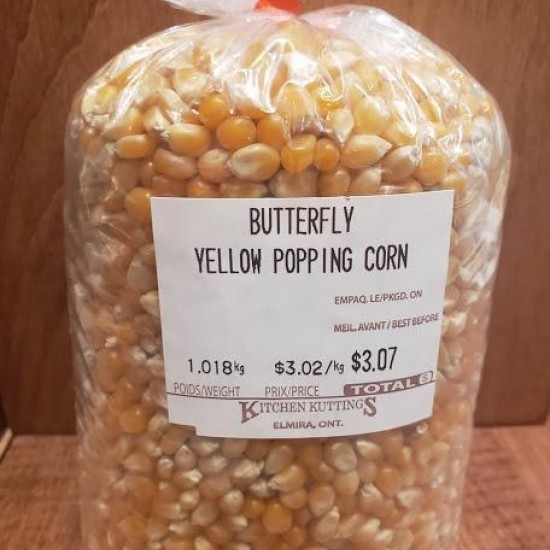 BUTTERFLY
YELLOW POPPING CORN
EMPAQ. LE/PKGD. ON
MEIL. AVANT / BEST BEFORE
1.018kg $3.02/kg $3.07
POIDS/WEIGHT PRIX/PRICE TOTAL $
KITCHEN KUTTINGS
ELMIRA, ONT.